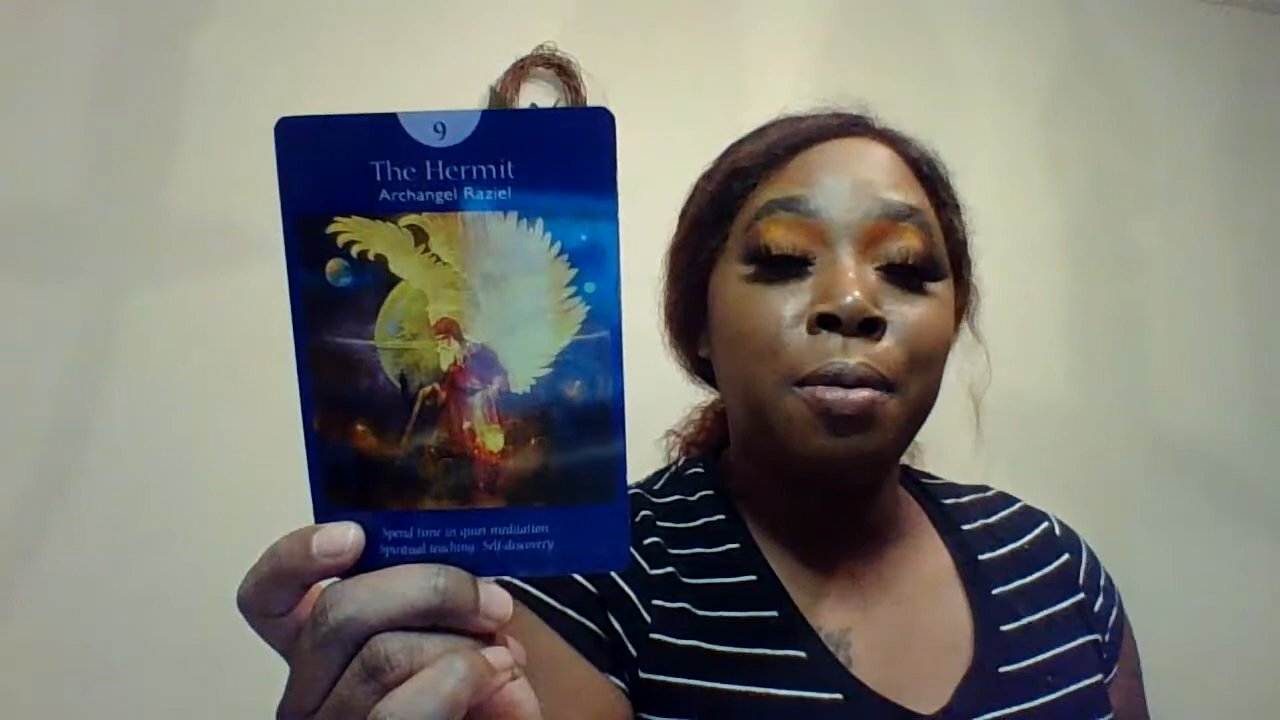 9
The Hermit
Archangel Raziel
Spend time in quiet meditation
Spiritual teaching Self-discovery